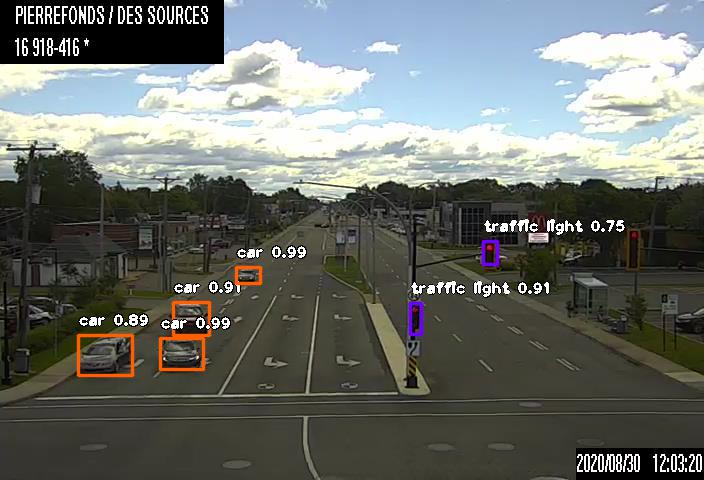 PIERREFONDS / DES SOURCES
16 918-416 *
traffic light 0.75
car 0.99
car 0.91
traffic light 0.91
car 0.89
car 0.99
2020/08/30 12:03:20